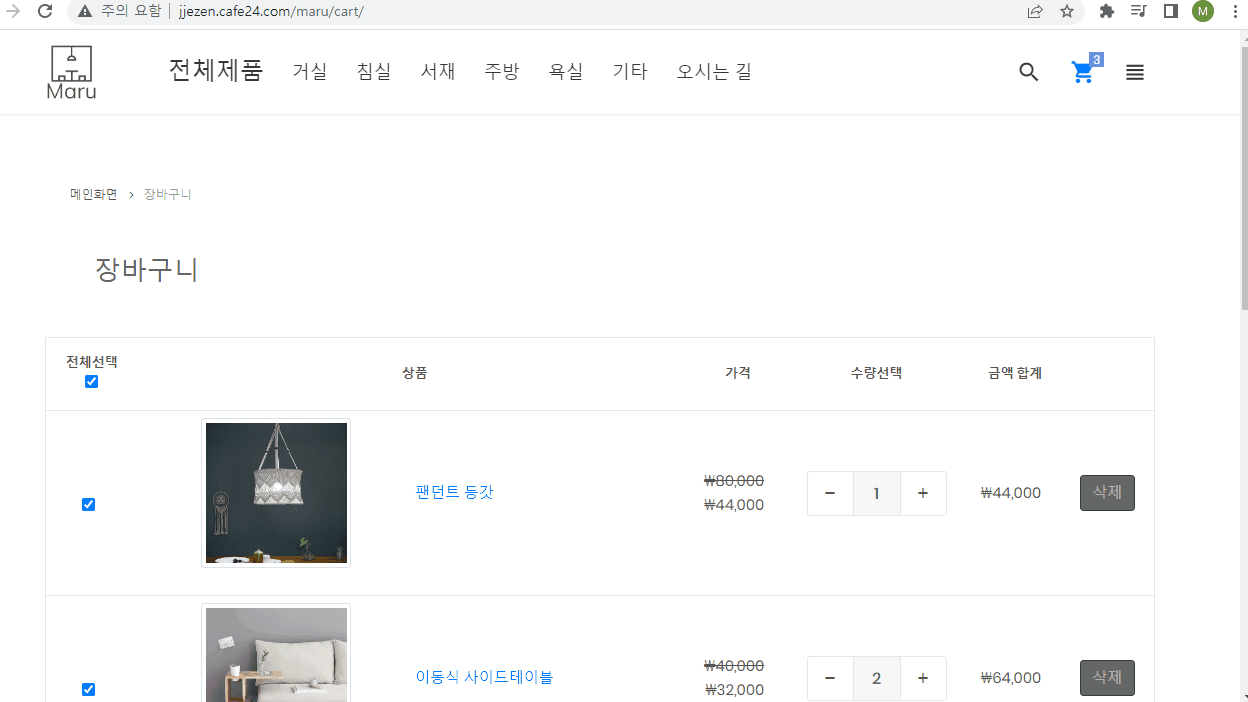 주의 요함 | jjezen.cafe24.com/maru/cart/
M
Maru
전체제품 거실 침실 서재 주방 욕실 기타 오시는 길
3
메인화면 > 장바구니
장바구니
전체선택 상품 가격 수량선택 금액 합계
팬던트 등갓
₩80,000
₩44,000
− 1 +
₩44,000
삭제
이동식 사이드테이블
₩40,000
₩32,000
− 2 +
₩64,000
삭제